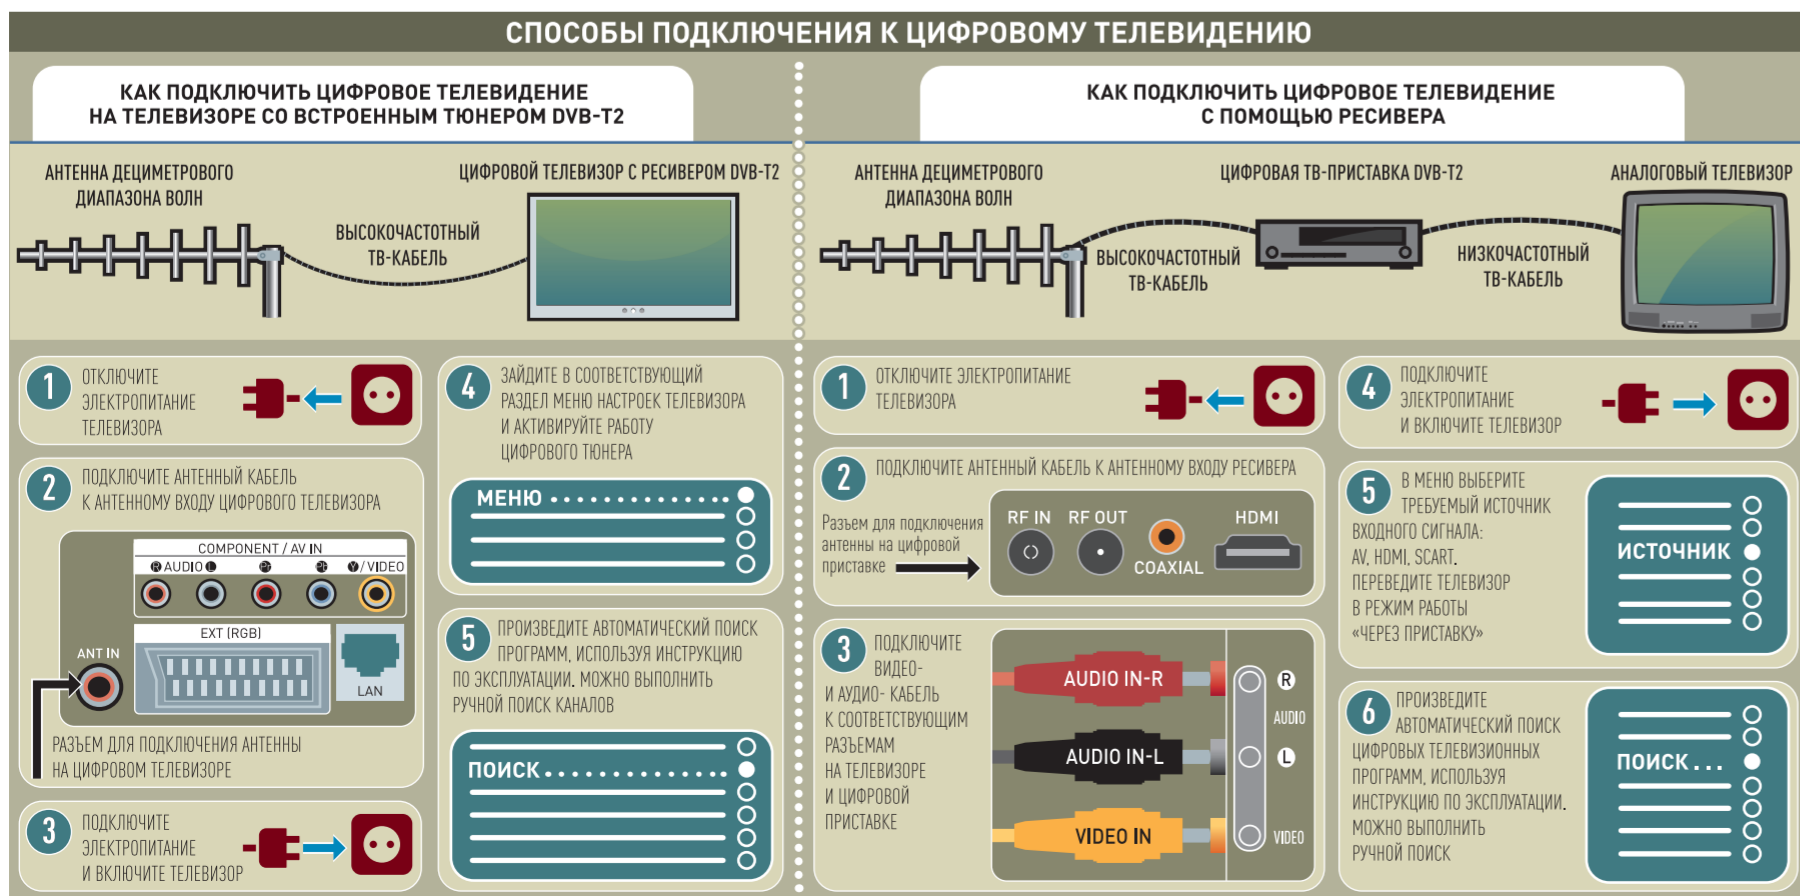 СПОСОБЫ ПОДКЛЮЧЕНИЯ К ЦИФРОВОМУ ТЕЛЕВИДЕНИЮ
КАК ПОДКЛЮЧИТЬ ЦИФРОВОЕ ТЕЛЕВИДЕНИЕ
НА ТЕЛЕВИЗОРЕ СО ВСТРОЕННЫМ ТЮНЕРОМ DVB-T2
АНТЕННА ДЕЦИМЕТРОВОГО
ДИАПАЗОНА ВОЛН
ВЫСОКОЧАСТОТНЫЙ
ТВ-КАБЕЛЬ
ЦИФРОВОЙ ТЕЛЕВИЗОР С РЕСИВЕРОМ DVB-T2
1
ОТКЛЮЧИТЕ
ЭЛЕКТРОПИТАНИЕ
ТЕЛЕВИЗОРА
2
ПОДКЛЮЧИТЕ АНТЕННЫЙ КАБЕЛЬ
К АНТЕННОМУ ВХОДУ ЦИФРОВОГО ТЕЛЕВИЗОРА
COMPONENT / AV IN
R AUDIO L Pr Pb Y/VIDEO
EXT (RGB)
ANT IN
LAN
РАЗЪЕМ ДЛЯ ПОДКЛЮЧЕНИЯ АНТЕННЫ
НА ЦИФРОВОМ ТЕЛЕВИЗОРЕ
3
ПОДКЛЮЧИТЕ
ЭЛЕКТРОПИТАНИЕ
И ВКЛЮЧИТЕ ТЕЛЕВИЗОР
4
ЗАЙДИТЕ В СООТВЕТСТВУЮЩИЙ
РАЗДЕЛ МЕНЮ НАСТРОЕК ТЕЛЕВИЗОРА
И АКТИВИРУЙТЕ РАБОТУ
ЦИФРОВОГО ТЮНЕРА
МЕНЮ
5
ПРОИЗВЕДИТЕ АВТОМАТИЧЕСКИЙ ПОИСК
ПРОГРАММ, ИСПОЛЬЗУЯ ИНСТРУКЦИЮ
ПО ЭКСПЛУАТАЦИИ. МОЖНО ВЫПОЛНИТЬ
РУЧНОЙ ПОИСК КАНАЛОВ
ПОИСК
КАК ПОДКЛЮЧИТЬ ЦИФРОВОЕ ТЕЛЕВИДЕНИЕ
С ПОМОЩЬЮ РЕСИВЕРА
АНТЕННА ДЕЦИМЕТРОВОГО
ДИАПАЗОНА ВОЛН
ВЫСОКОЧАСТОТНЫЙ
ТВ-КАБЕЛЬ
ЦИФРОВАЯ ТВ-ПРИСТАВКА DVB-T2
НИЗКОЧАСТОТНЫЙ
ТВ-КАБЕЛЬ
АНАЛОГОВЫЙ ТЕЛЕВИЗОР
1
ОТКЛЮЧИТЕ ЭЛЕКТРОПИТАНИЕ
ТЕЛЕВИЗОРА
2
ПОДКЛЮЧИТЕ АНТЕННЫЙ КАБЕЛЬ К АНТЕННОМУ ВХОДУ РЕСИВЕРА
Разъем для подключения
антенны на цифровой
приставке
RF IN
RF OUT
COAXIAL
HDMI
3
ПОДКЛЮЧИТЕ
ВИДЕО-
И АУДИО- КАБЕЛЬ
К СООТВЕТСТВУЮЩИМ
РАЗЪЕМАМ
НА ТЕЛЕВИЗОРЕ
И ЦИФРОВОЙ
ПРИСТАВКЕ
AUDIO IN-R
R
AUDIO
AUDIO IN-L
L
VIDEO IN
VIDEO
4
ПОДКЛЮЧИТЕ
ЭЛЕКТРОПИТАНИЕ
И ВКЛЮЧИТЕ ТЕЛЕВИЗОР
5
В МЕНЮ ВЫБЕРИТЕ
ТРЕБУЕМЫЙ ИСТОЧНИК
ВХОДНОГО СИГНАЛА:
AV, HDMI, SCART.
ПЕРЕВЕДИТЕ ТЕЛЕВИЗОР
В РЕЖИМ РАБОТЫ
«ЧЕРЕЗ ПРИСТАВКУ»
ИСТОЧНИК
6
ПРОИЗВЕДИТЕ
АВТОМАТИЧЕСКИЙ ПОИСК
ЦИФРОВЫХ ТЕЛЕВИЗИОННЫХ
ПРОГРАММ, ИСПОЛЬЗУЯ
ИНСТРУКЦИЮ ПО ЭКСПЛУАТАЦИИ.
МОЖНО ВЫПОЛНИТЬ
РУЧНОЙ ПОИСК
ПОИСК...